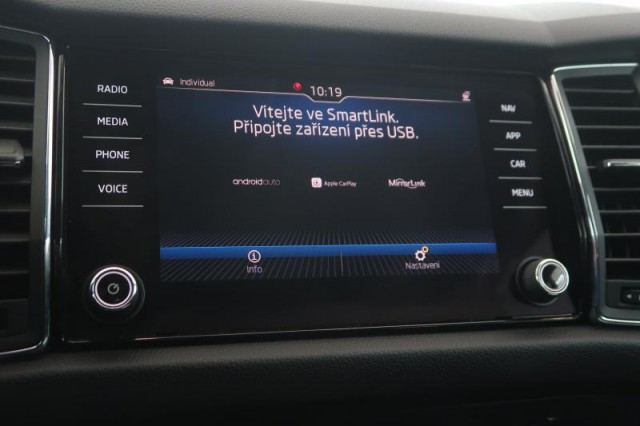 Individual
10:19
RADIO
MEDIA
PHONE
VOICE
Vítejte ve SmartLink.
Připojte zařízení přes USB.
androidauto
Apple CarPlay
MirrorLink
Info
Nastavení
NAV
APP
CAR
MENU